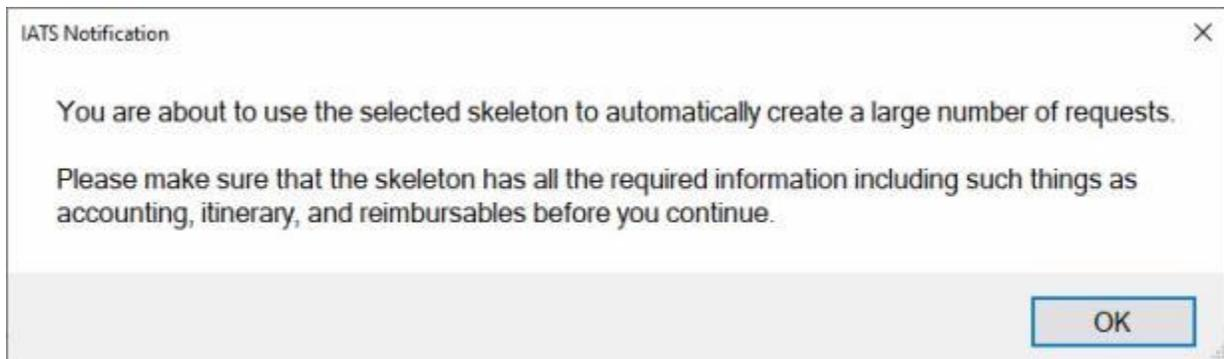 IATS Notification
You are about to use the selected skeleton to automatically create a large number of requests.
Please make sure that the skeleton has all the required information including such things as
accounting, itinerary, and reimbursables before you continue.
OK